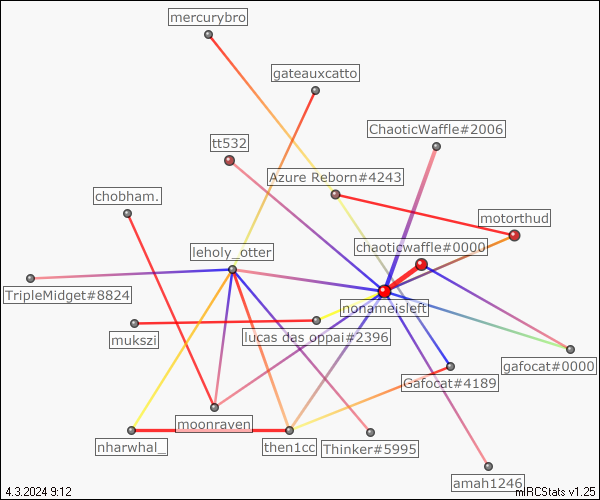 mercurybro
gateauxcatto
ChaoticWaffle#2006
tt532
Azure Reborn#4243
chobham.
motorthud
chaoticwaffle#0000
leholy_otter
TripleMidget#8824
nonameisleft
mukszi
lucas das oppai#2396
gafocat#0000
Gafocat#4189
moonraven
nharwhal_
then1cc
Thinker#5995
amah1246
4.3.2024 9:12
mIRCStats v1.25